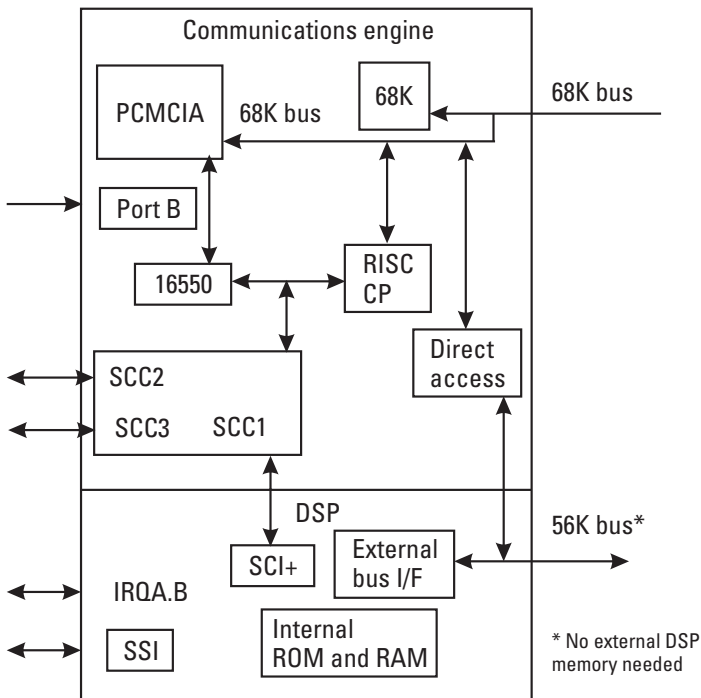 Communications engine
PCMCIA
68K bus
68K
68K bus
Port B
16550
RISC
CP
Direct
access
SCC2
SCC3
SCC1
DSP
56K bus*
SCI+
External
bus I/F
IRQA.B
SSI
Internal
ROM and RAM
* No external DSP
memory needed